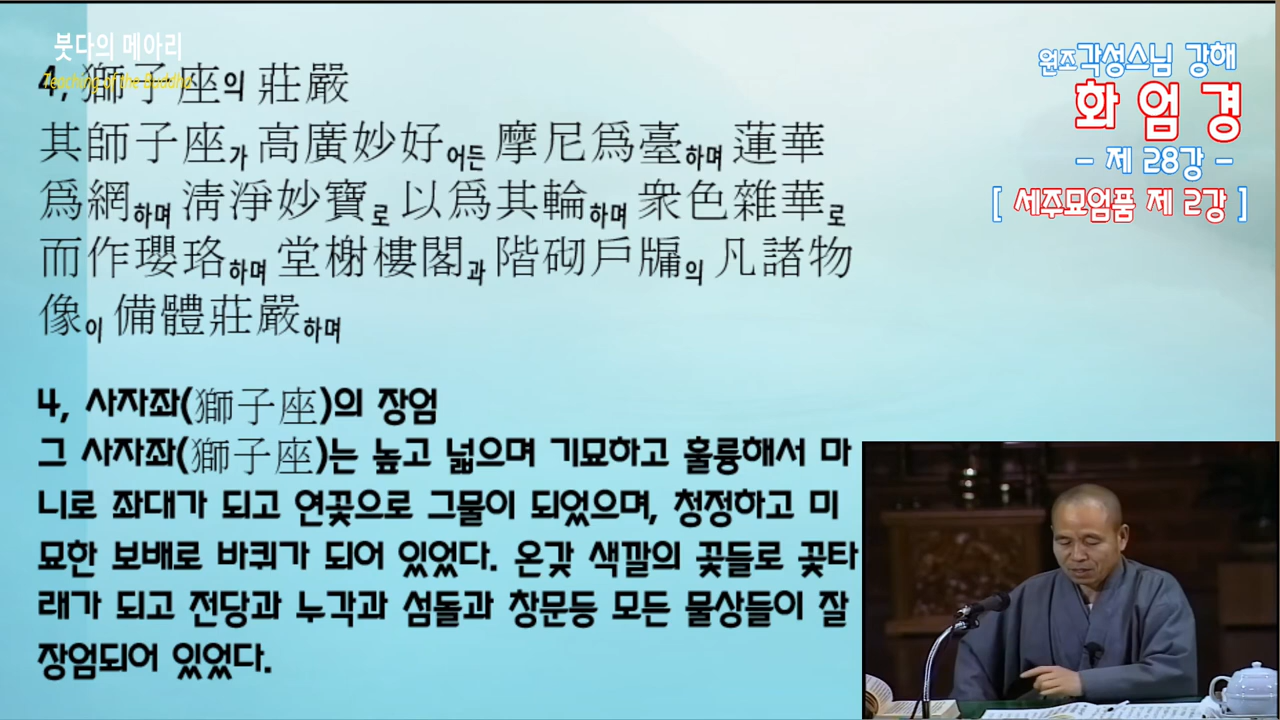 붓다의 메아리
Teaching of the Buddha
4, 獅子座의 莊嚴
其師子座가 高廣妙好어든 摩尼爲臺하며 蓮華
爲網하며 淸淨妙寶로 以爲其輪하며 衆色雜華로
而作瓔珞하며 堂榭樓閣과 階砌戶牖의 凡諸物
像이 備體莊嚴하며
4, 사자좌(獅子座)의 장엄
그 사자좌(獅子座)는 높고 넓으며 기묘하고 훌륭해서 마
니로 좌대가 되고 연꽃으로 그물이 되었으며, 청정하고 미
묘한 보배로 바퀴가 되어 있었다. 온갖 색깔의 꽃들로 꽃타
래가 되고 전당과 누각과 섬돌과 창문등 모든 물상들이 잘
장엄되어 있었다.
원조각성스님 강해
화 엄 경
- 제 28강 -
[ 세주묘엄품 제 2강 ]